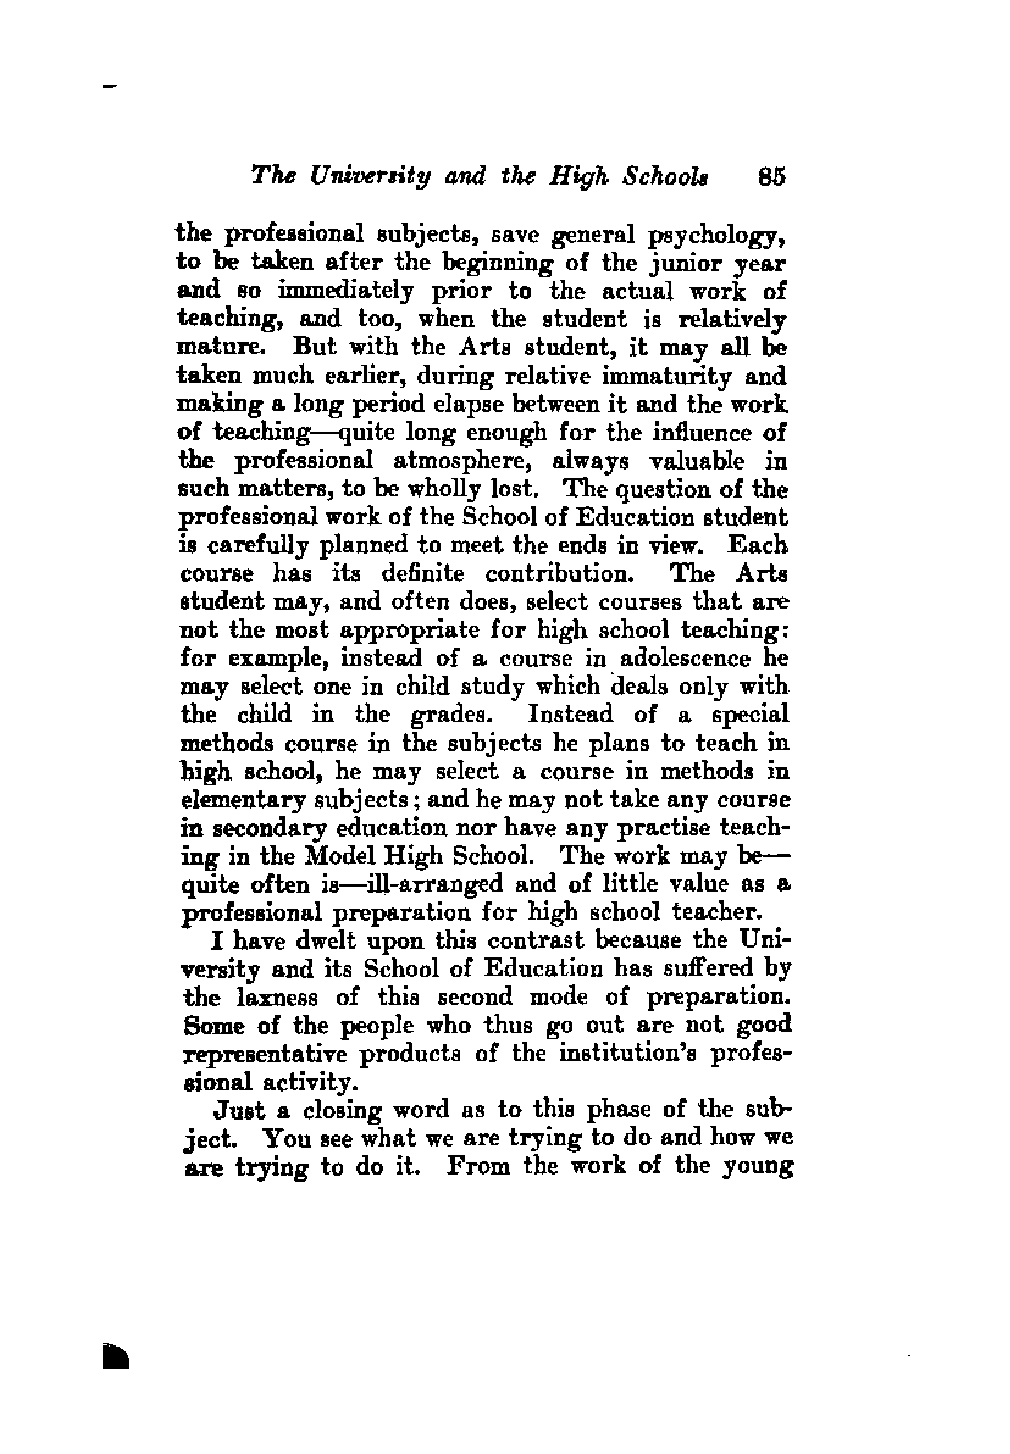 The University and the High Schools 85
the professional subjects, save general psychology,
to be taken after the beginning of the junior year
and so immediately prior to the actual work of
teaching, and too, when the student is relatively
mature. But with the Arts student, it may all be
taken much earlier, during relative immaturity and
making a long period elapse between it and the work
of teaching—quite long enough for the influence of
the professional atmosphere, always valuable in
such matters, to be wholly lost. The question of the
professional work of the School of Education student
is carefully planned to meet the ends in view. Each
course has its definite contribution. The Arts
student may, and often does, select courses that are
not the most appropriate for high school teaching:
for example, instead of a course in adolescence he
may select one in child study which deals only with
the child in the grades. Instead of a special
methods course in the subjects he plans to teach in
high school, he may select a course in methods in
elementary subjects; and he may not take any course
in secondary education nor have any practise teach-
ing in the Model High School. The work may be—
quite often is—ill-arranged and of little value as a
professional preparation for high school teacher.
I have dwelt upon this contrast because the Uni-
versity and its School of Education has suffered by
the laxness of this second mode of preparation.
Some of the people who thus go out are not good
representative products of the institution's profes-
sional activity.
Just a closing word as to this phase of the sub-
ject. You see what we are trying to do and how we
are trying to do it. From the work of the young